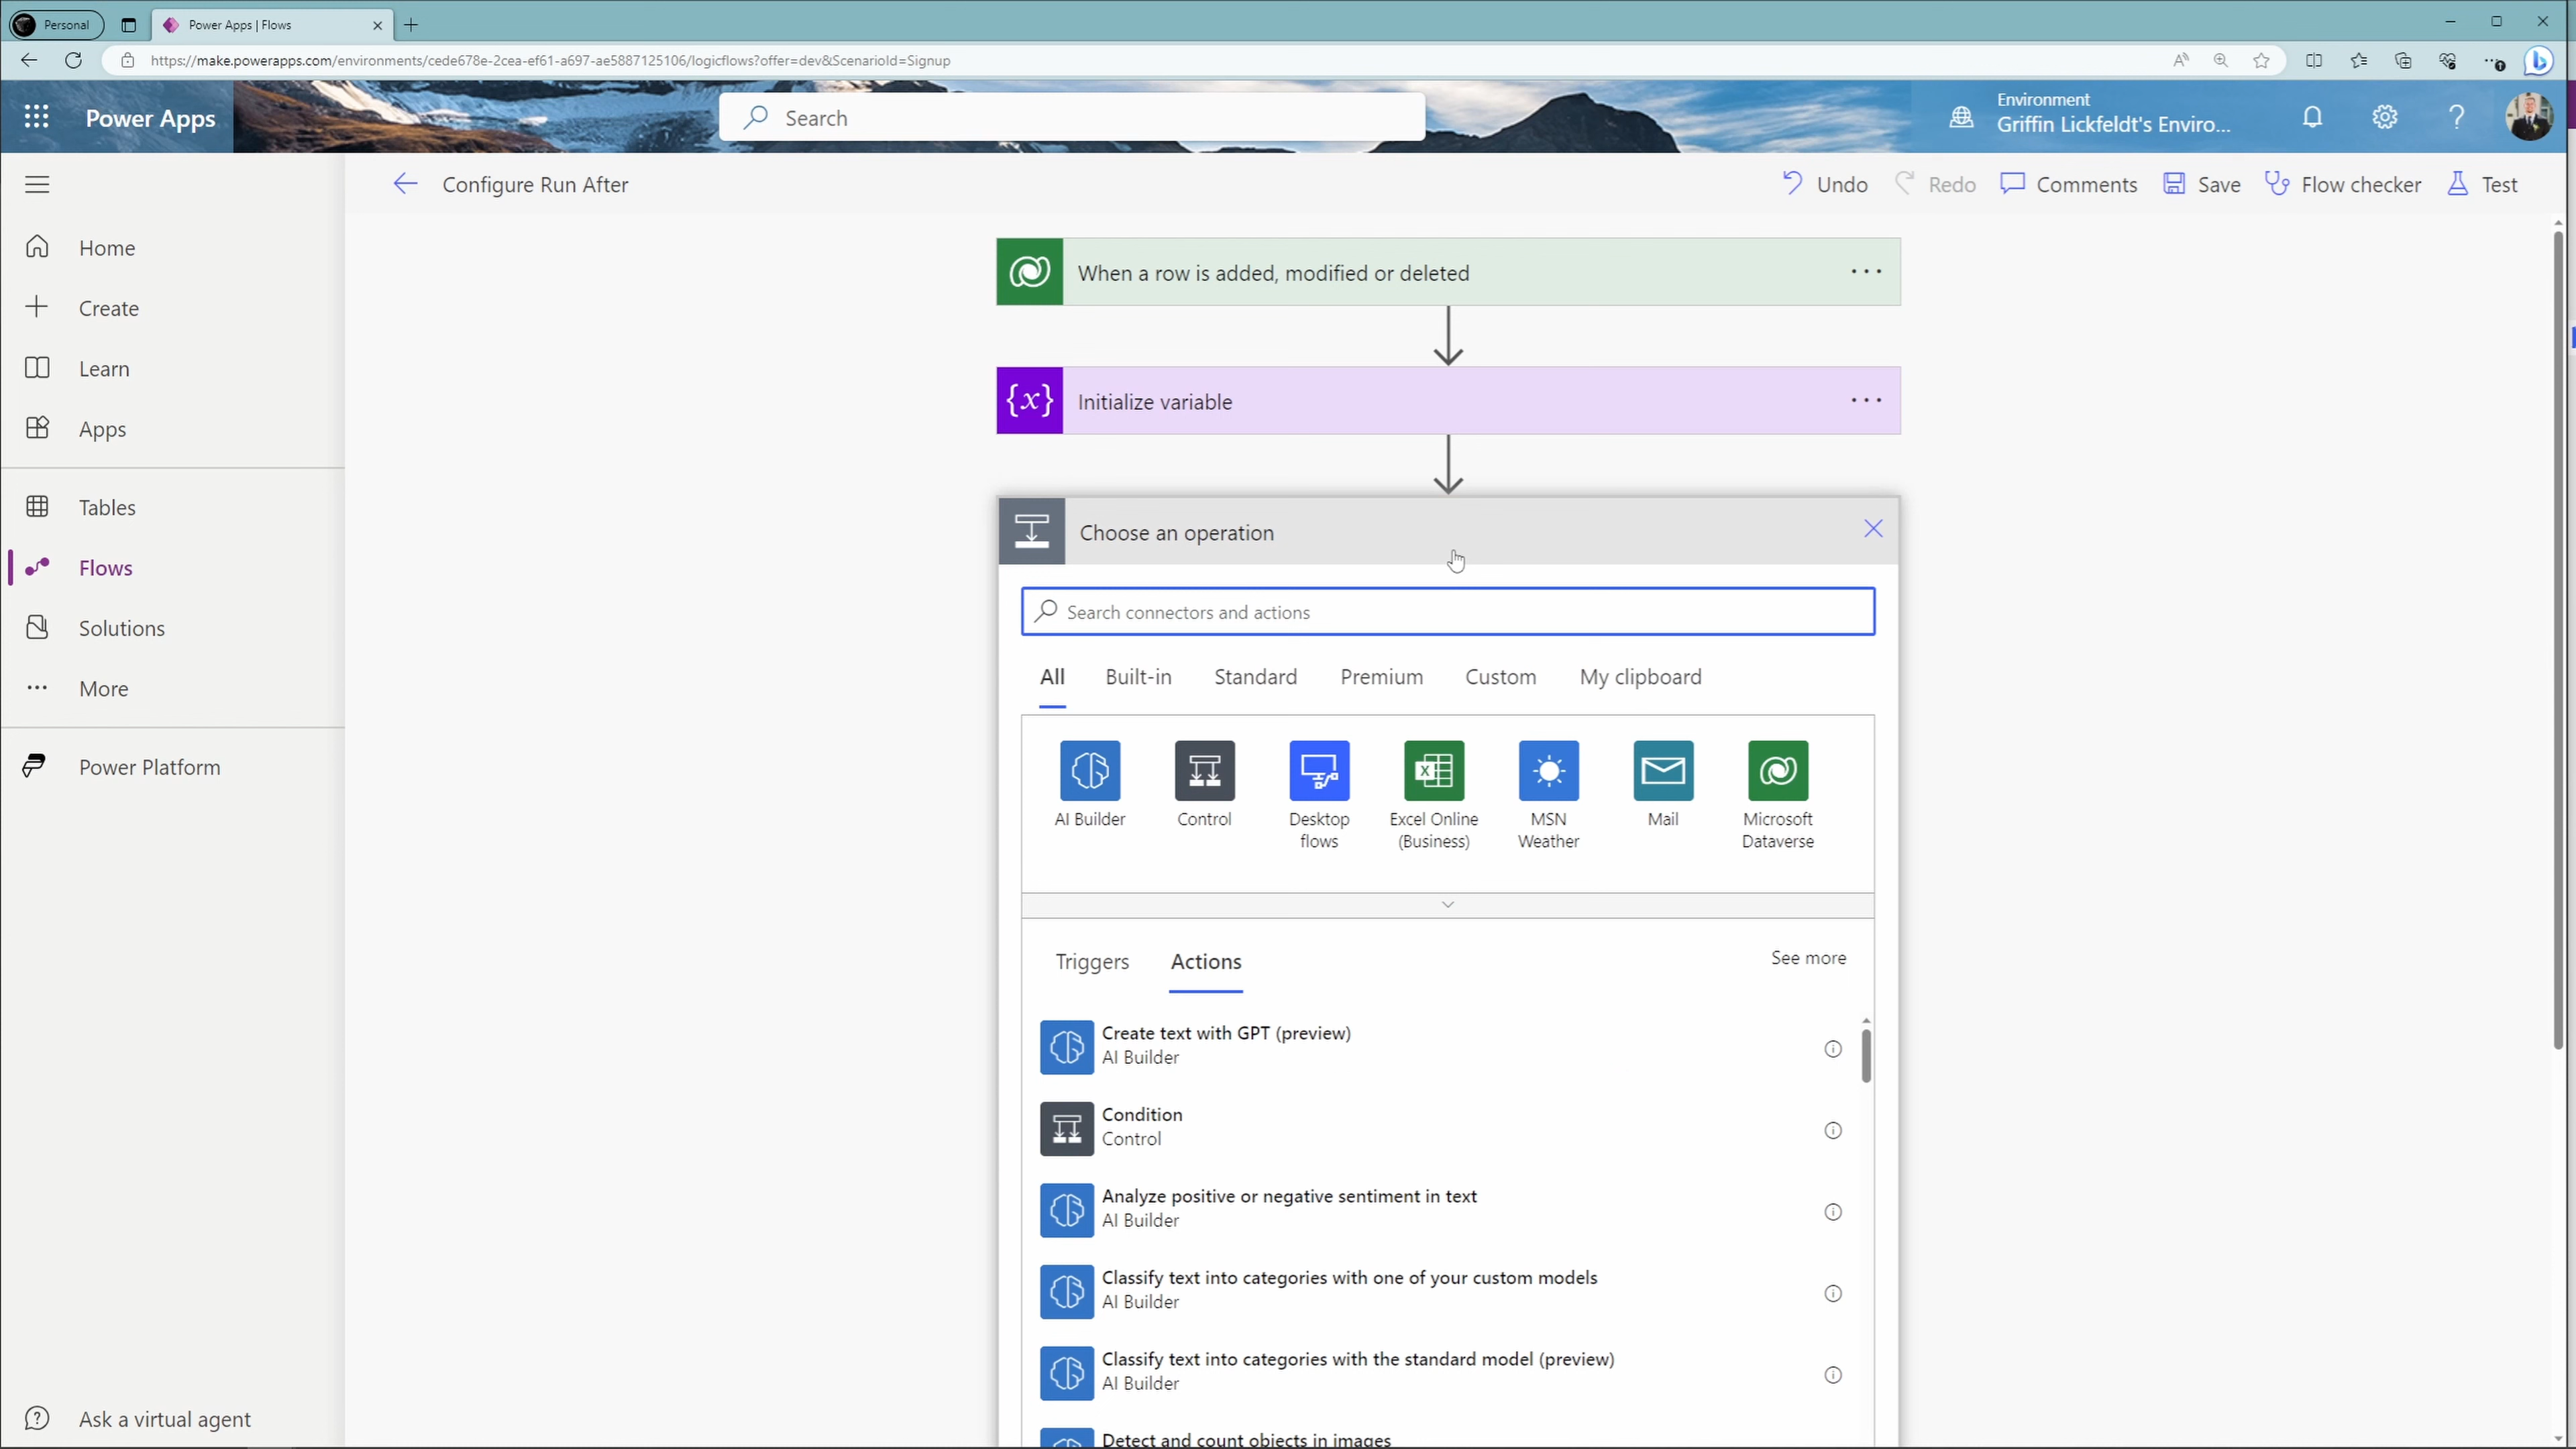 Personal
Power Apps | Flows
https://make.powerapps.com/environments/cede678e-2cea-ef61-a697-ae5887125106/logicflows?offer=dev&ScenarioId=Signup
Power Apps
Search
Environment
Griffin Lickfeldt's Enviro...
Configure Run After
Undo
Redo
Comments
Save
Flow checker
Test
Home
Create
Learn
Apps
Tables
Flows
Solutions
More
Power Platform
Ask a virtual agent
When a row is added, modified or deleted
{x}
Initialize variable
Choose an operation
Search connectors and actions
All
Built-in
Standard
Premium
Custom
My clipboard
AI Builder
Control
Desktop
flows
Excel Online
(Business)
MSN
Weather
Mail
Microsoft
Dataverse
Triggers
Actions
See more
Create text with GPT (preview)
AI Builder
Condition
Control
Analyze positive or negative sentiment in text
AI Builder
Classify text into categories with one of your custom models
AI Builder
Classify text into categories with the standard model (preview)
AI Builder
Detect and count objects in images